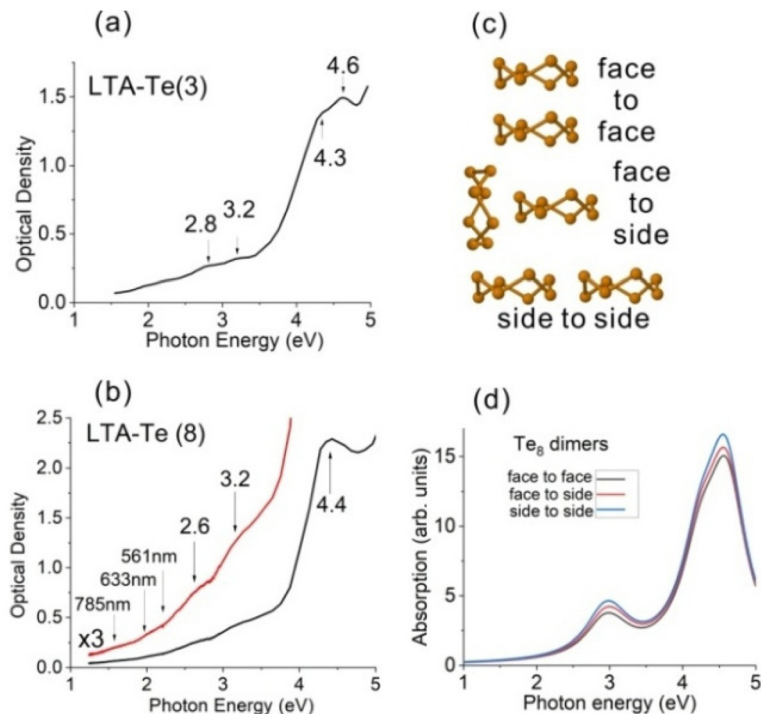 (a)
LTA-Te(3)
4.6
4.3
2.8
3.2
1.5
1.0
0.5
0.0
Optical Density
1 2 3 4 5
Photon Energy (eV)
(c)
face
to
face
face
to
side
side to side
(b)
LTA-Te (8)
2.5
2.0
1.5
1.0
0.5
0.0
Optical Density
3.2
2.6
561nm
633nm
785nm
x3
4.4
1 2 3 4 5
Photon Energy (eV)
(d)
Te8 dimers
face to face
face to side
side to side
15
10
5
0
Absorption (arb. units)
1 2 3 4 5
Photon energy (eV)